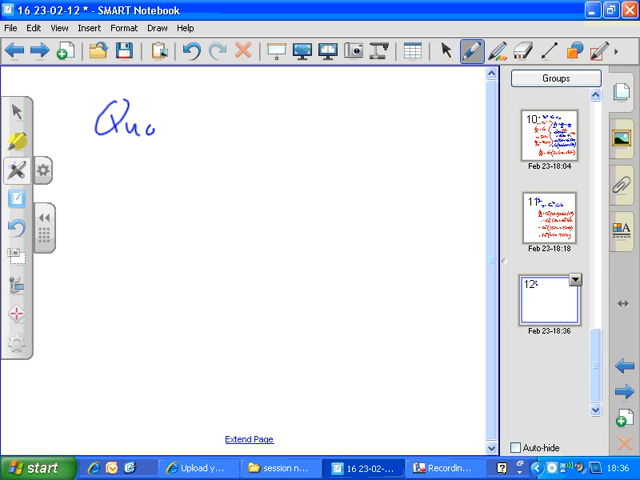 16 23-02-12 * - SMART Notebook
File Edit View Insert Format Draw Help
Quo
Groups
10:
Feb 23-18:04
11
Feb 23-18:18
12
Feb 23-18:36
Extend Page
Auto-hide
start
Upload y...
session n...
16 23-02-...
Recordin...
18:36